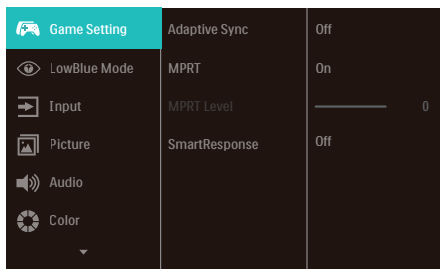 Game Setting Adaptive Sync Off
LowBlue Mode MPRT On
Input MPRT Level 0
Picture SmartResponse Off
Audio
Color